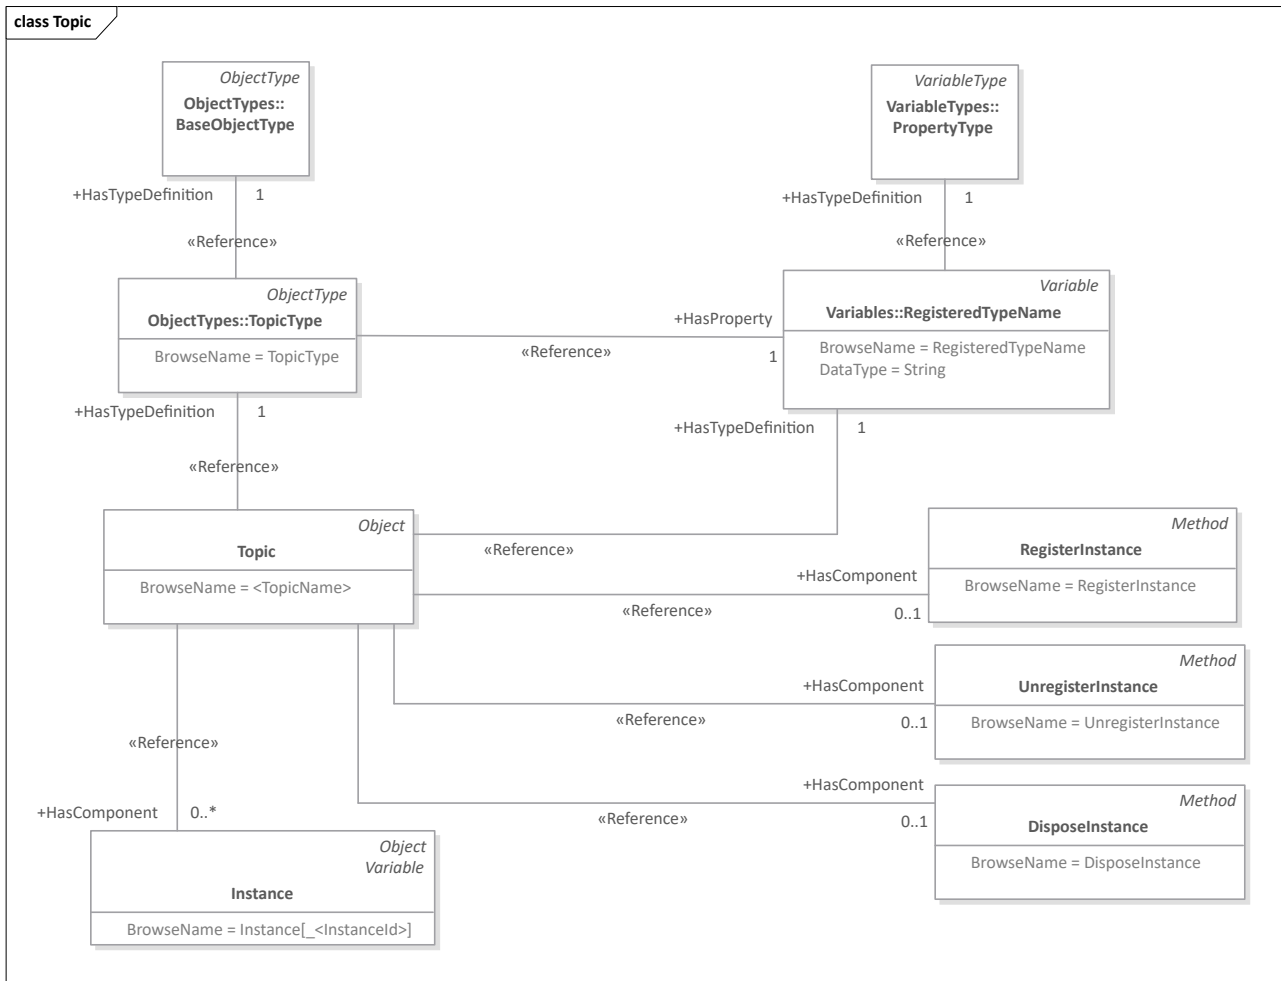 class Topic
ObjectType
ObjectTypes::
BaseObjectType
VariableType
VariableTypes::
PropertyType
+HasTypeDefinition 1
«Reference»
+HasTypeDefinition 1
«Reference»
ObjectType
ObjectTypes::TopicType
BrowseName = TopicType
+HasProperty
«Reference»
1
Variable
Variables::RegisteredTypeName
BrowseName = RegisteredTypeName
DataType = String
+HasTypeDefinition 1
«Reference»
+HasTypeDefinition 1
«Reference»
Object
Topic
BrowseName = <TopicName>
+HasComponent
«Reference»
0..1
Method
RegisterInstance
BrowseName = RegisterInstance
+HasComponent
«Reference»
0..1
Method
UnregisterInstance
BrowseName = UnregisterInstance
+HasComponent
«Reference»
0..1
Method
DisposeInstance
BrowseName = DisposeInstance
«Reference»
+HasComponent 0..*
Object
Variable
Instance
BrowseName = Instance[_<InstanceId>]